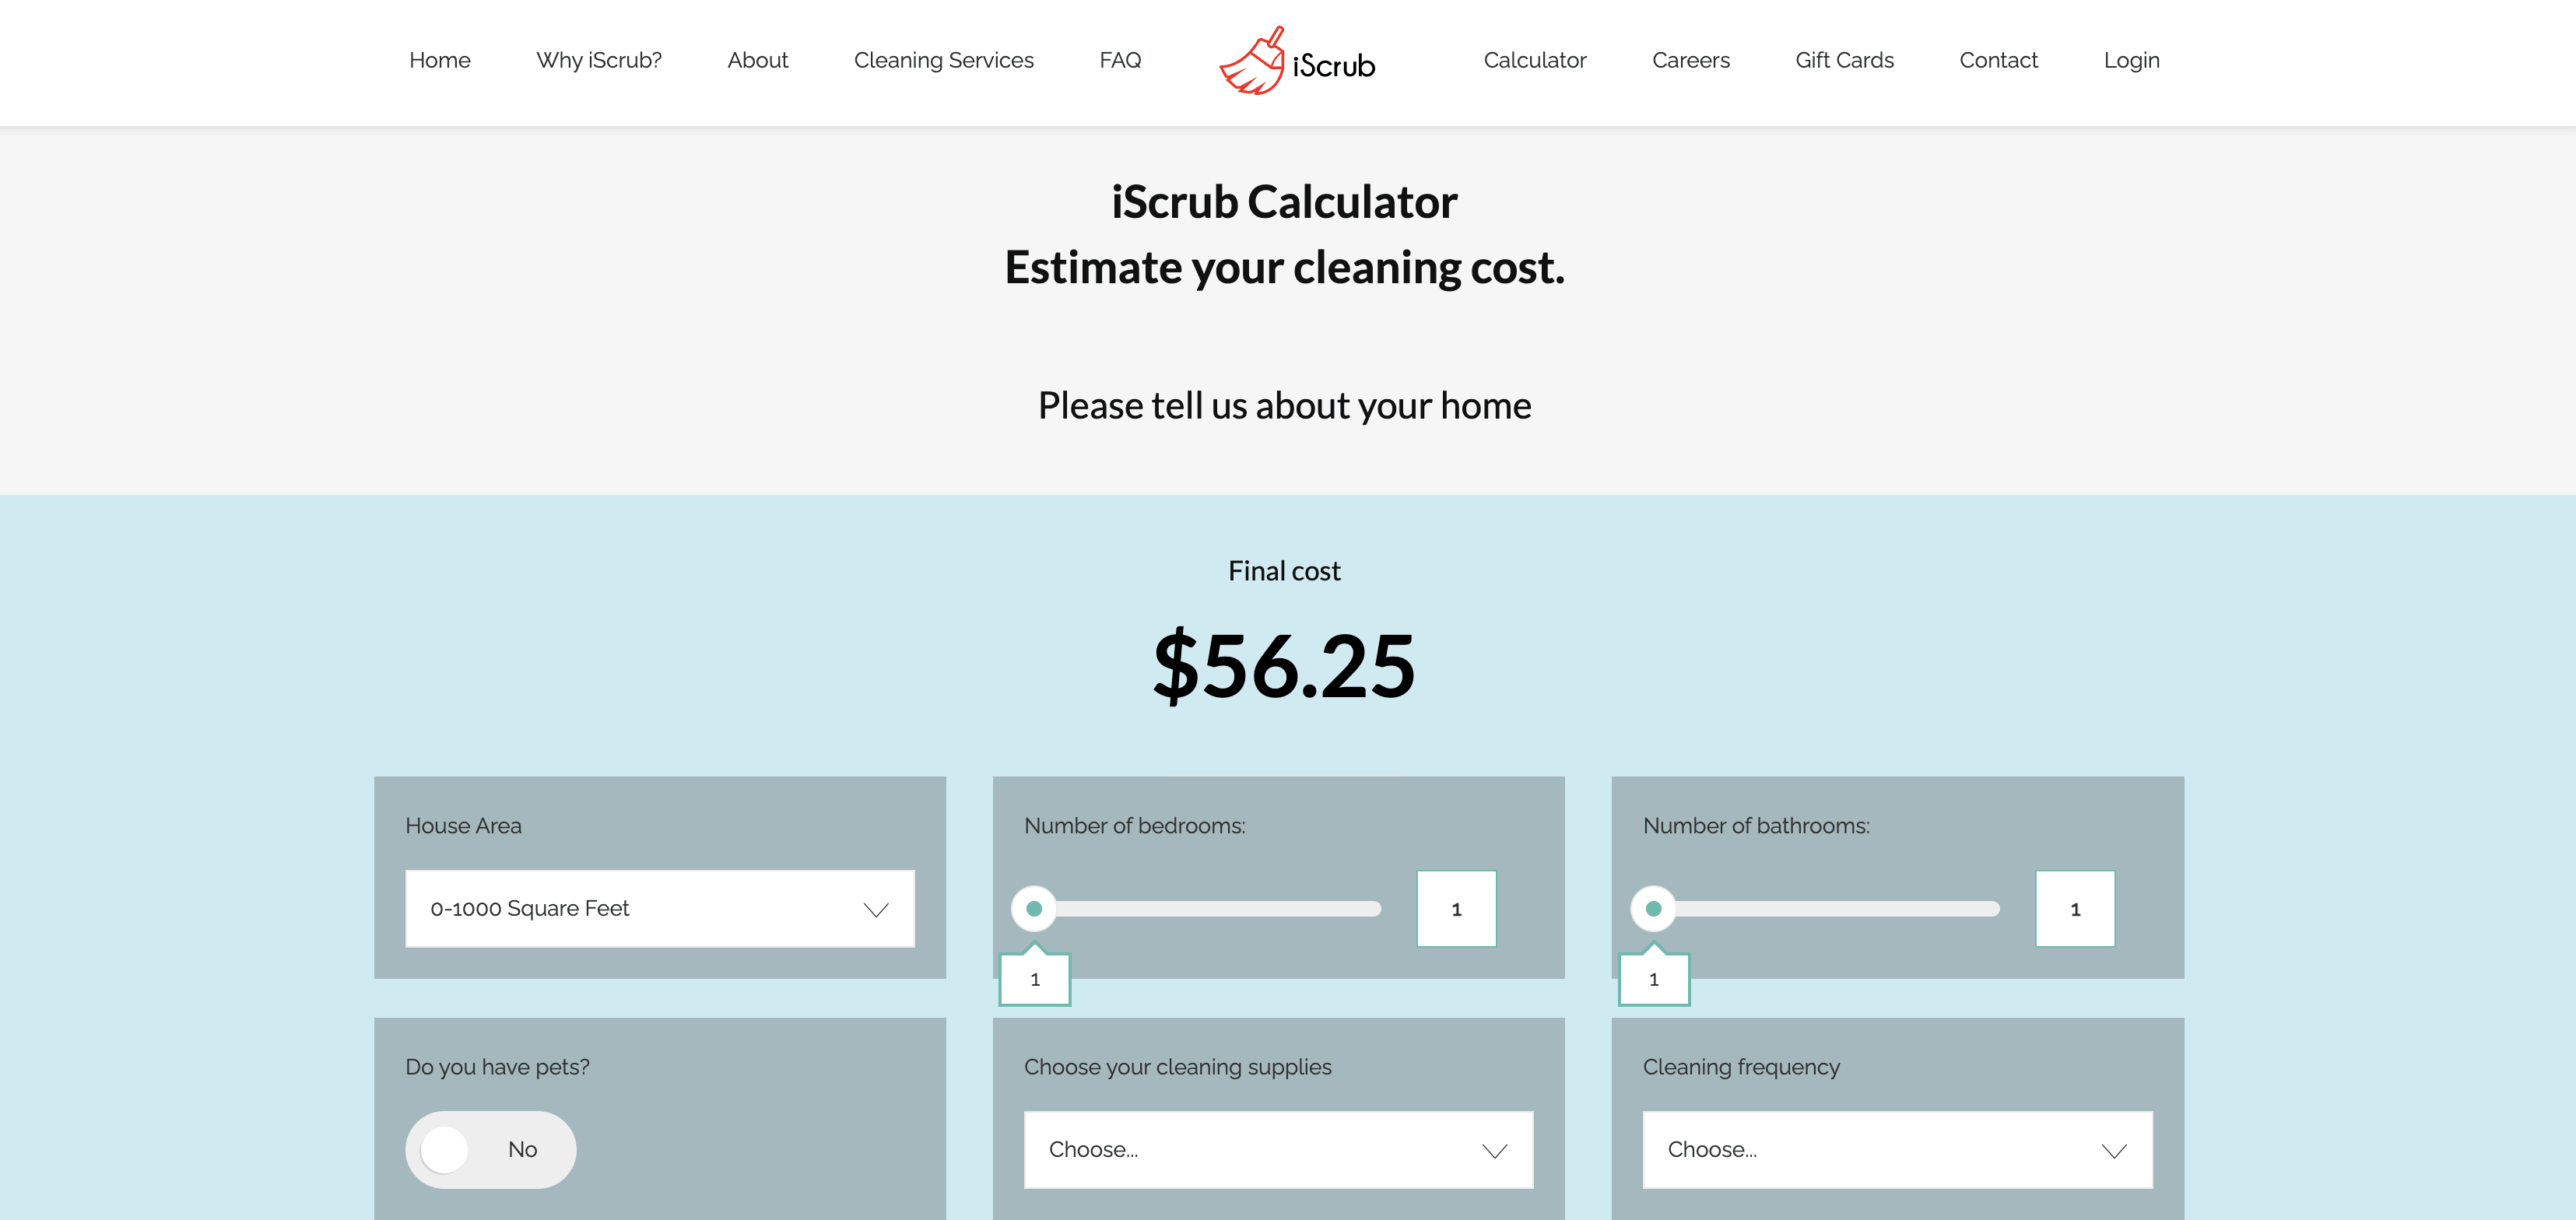 Home Why iScrub? About Cleaning Services FAQ iScrub Calculator Careers Gift Cards Contact Login
iScrub Calculator
Estimate your cleaning cost.
Please tell us about your home
Final cost
$56.25
House Area
0-1000 Square Feet
Number of bedrooms:
1
1
Number of bathrooms:
1
1
Do you have pets?
No
Choose your cleaning supplies
Choose...
Cleaning frequency
Choose...